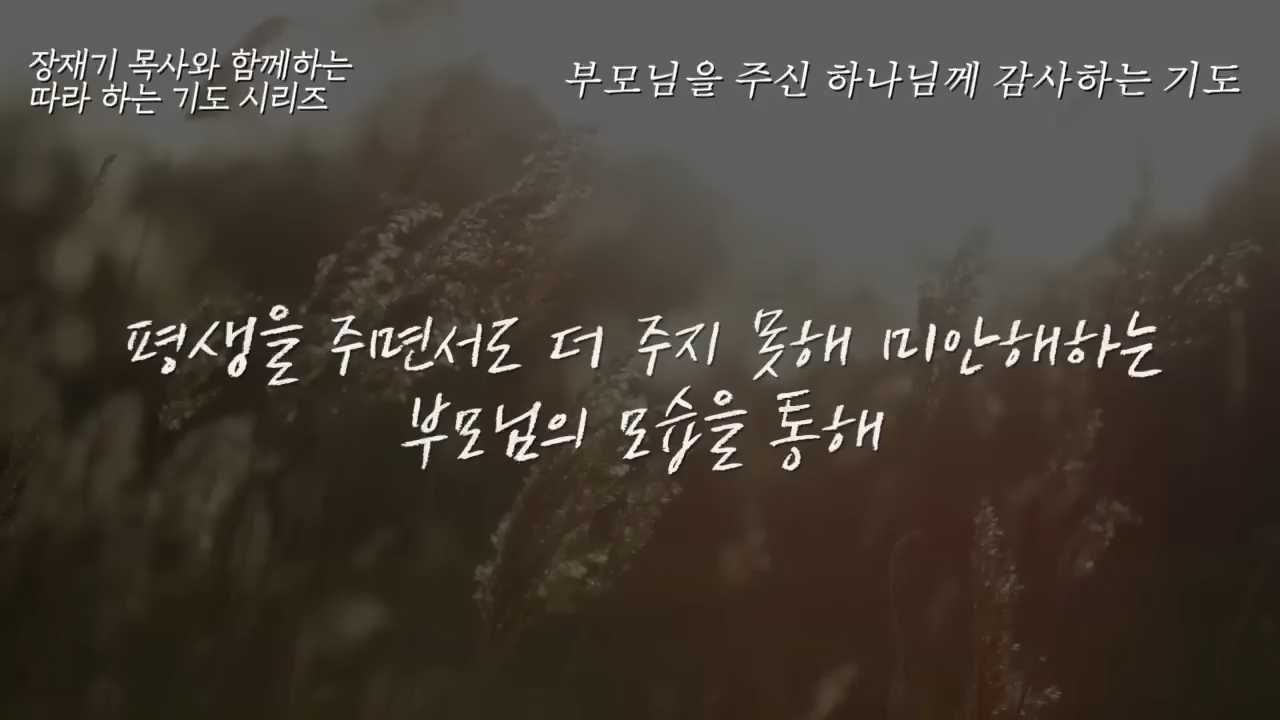 장재기 목사와 함께하는
따라 하는 기도 시리즈
부모님을 주신 하나님께 감사하는 기도
평생을 주면서도 더 주지 못해 미안해하는
부모님의 모습을 통해